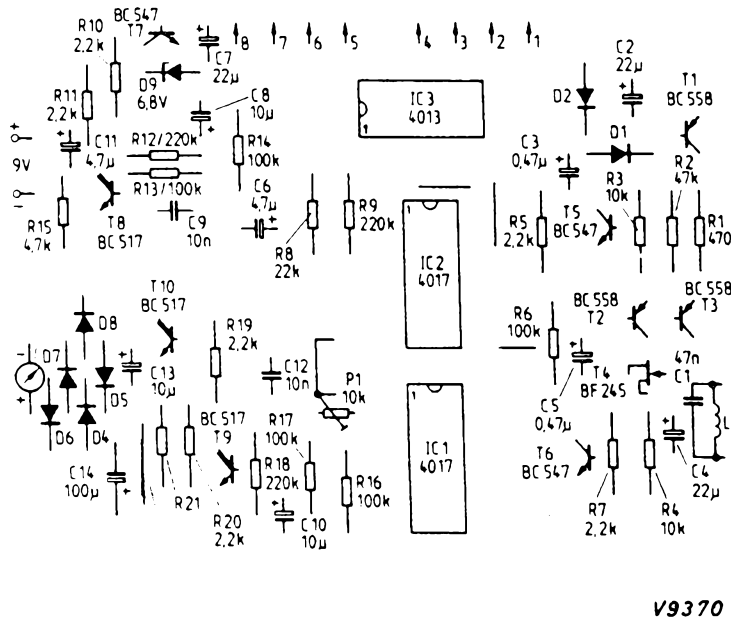 BC547
T7
R10
2,2k
C7
22µ
D9
6,8V
8 7 6 5 4 3 2 1
C2
22µ
D2
T1
BC558
R11
2,2k
C8
10µ
IC3
4013
1
+
9V
−
C11
4,7µ
R12/220k
R13/100k
R14
100k
C3
0,47µ
D1
R2
47k
R3
10k
R15
4,7k
T8
BC517
C9
10n
C6
4,7µ
R8
22k
R9
220k
1
IC2
4017
R5
2,2k
T5
BC547
R1
470
T10
BC517
D8
D7
D5
D6
D4
C13
10µ
R19
2,2k
C12
10n
P1
10k
R6
100k
BC558
T2
BC558
T3
C5
0,47µ
T4
BF245
47n
C1
L
BC517
T9
R17
100k
R18
220k
1
IC1
4017
C14
100µ
R21
R20
2,2k
C10
10µ
R16
100k
T6
BC547
R7
2,2k
R4
10k
C4
22µ
V9370